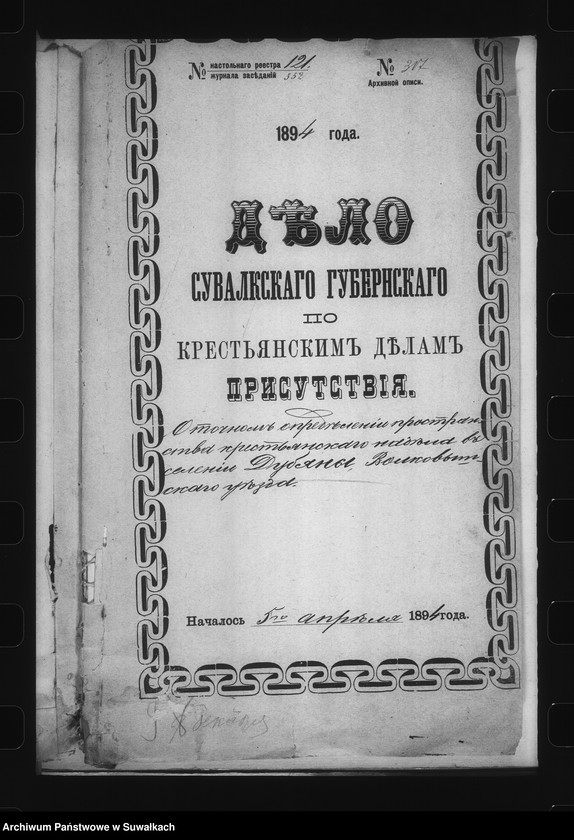 № настольнаго реестра 121.
журнала засѣданій 352
№ 387
Архивной описи.
1894 года.
ДѢЛО
СУВАЛКСКАГО ГУБЕРНСКАГО
ПО
КРЕСТЬЯНСКИМЪ ДѢЛАМЪ
ПРИСУТСТВІЯ.
О точномъ опредѣленіи простран-
ства крестьянскаго надѣла въ
селеніи Дубяны, Волковыш-
скаго уѣзда.
Началось 5го апрѣля 1894 года.
Archiwum Państwowe w Suwałkach